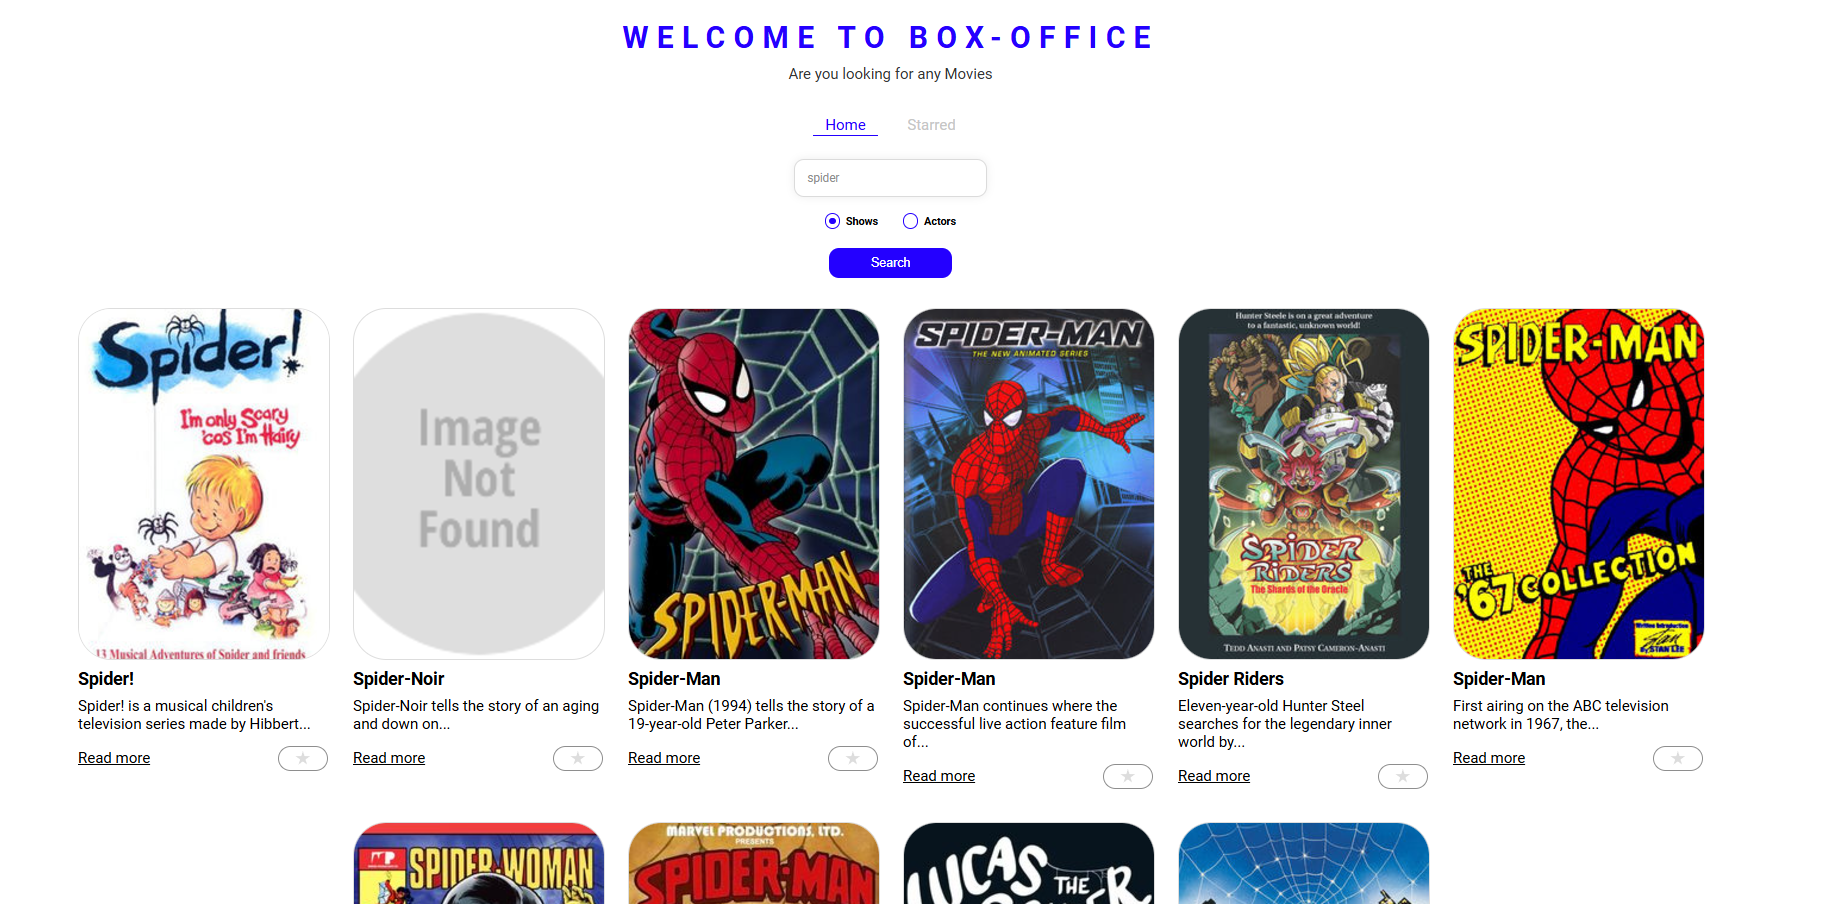 WELCOME TO BOX-OFFICE
Are you looking for any Movies
Home
Starred
spider
Shows
Actors
Search
Spider!
I'm only Scary
'cos I'm Hairy
13 Musical Adventures of Spider and friends
Spider!
Spider! is a musical children's
television series made by Hibbert...
Read more
Image
Not
Found
Spider-Noir
Spider-Noir tells the story of an aging
and down on...
Read more
SPIDER-MAN
Spider-Man
Spider-Man (1994) tells the story of a
19-year-old Peter Parker...
Read more
SPIDER-MAN
THE NEW ANIMATED SERIES
Spider-Man
Spider-Man continues where the
successful live action feature film
of...
Read more
Hunter Steele is on a great adventure
to a fantastic, unknown world!
SPIDER
RIDERS
The Shards of the Oracle
TEDD ANASTI AND PATSY CAMERON-ANASTI
Spider Riders
Eleven-year-old Hunter Steel
searches for the legendary inner
world by...
Read more
SPIDER-MAN
THE
'67 COLLECTION
BY STAN LEE
Spider-Man
First airing on the ABC television
network in 1967, the...
Read more
SPIDER-WOMAN
MARVEL PRODUCTIONS, LTD.
PRESENTS
SPIDER-MAN
LUCAS THE